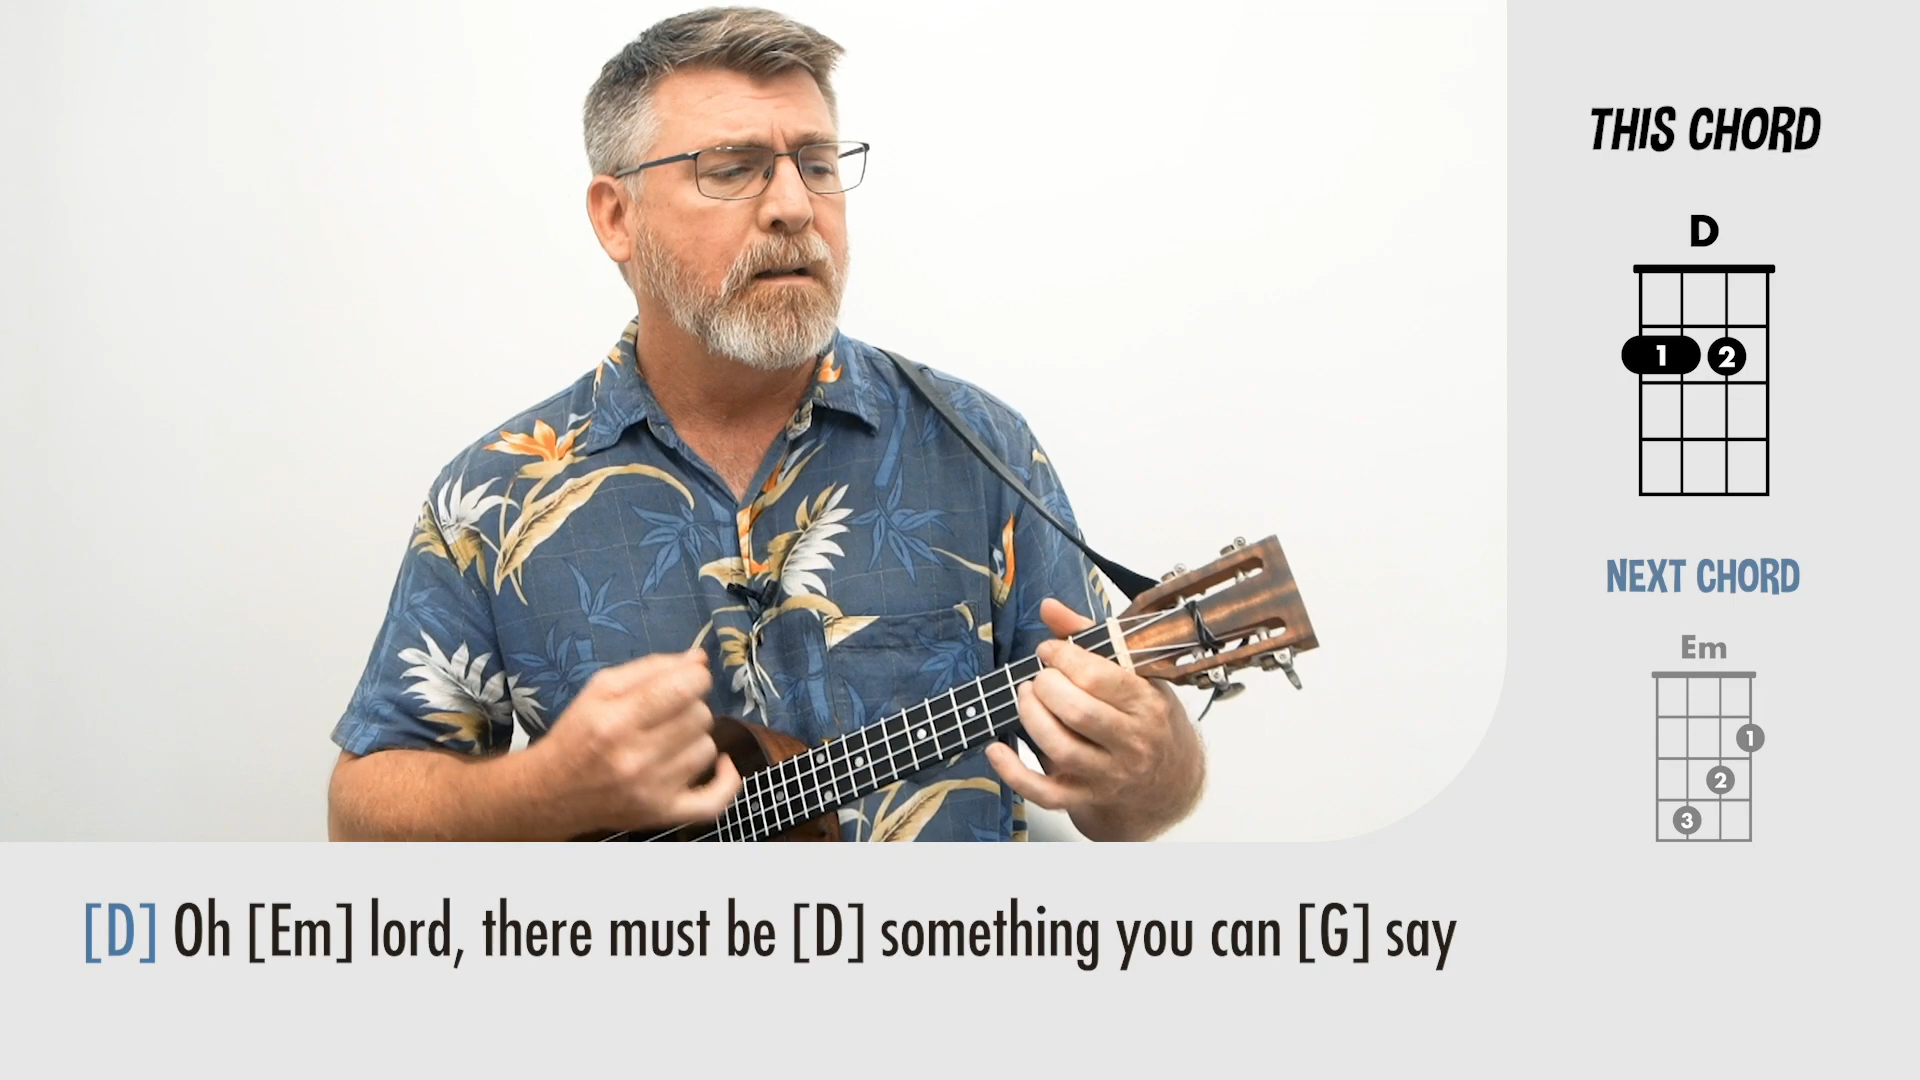 THIS CHORD
D
1 2
NEXT CHORD
Em
1
2
3
[D] Oh [Em] lord, there must be [D] something you can [G] say